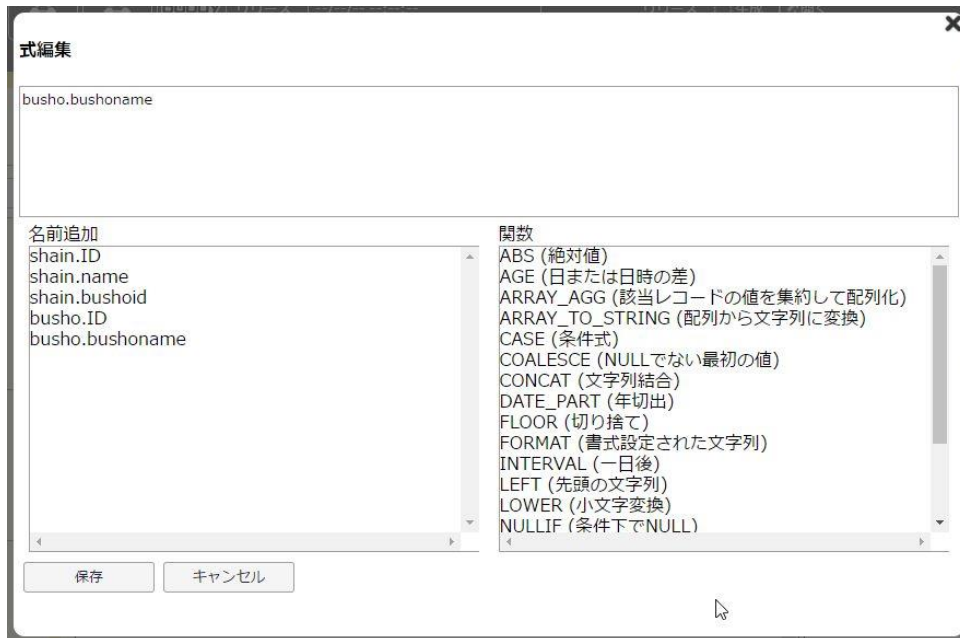 式編集
busho.bushoname
名前追加
shain.ID
shain.name
shain.bushoid
busho.ID
busho.bushoname
関数
ABS (絶対値)
AGE (日または日時の差)
ARRAY_AGG (該当レコードの値を集約して配列化)
ARRAY_TO_STRING (配列から文字列に変換)
CASE (条件式)
COALESCE (NULLでない最初の値)
CONCAT (文字列結合)
DATE_PART (年切出)
FLOOR (切り捨て)
FORMAT (書式設定された文字列)
INTERVAL (一日後)
LEFT (先頭の文字列)
LOWER (小文字変換)
NULLIF (条件下でNULL)
保存
キャンセル